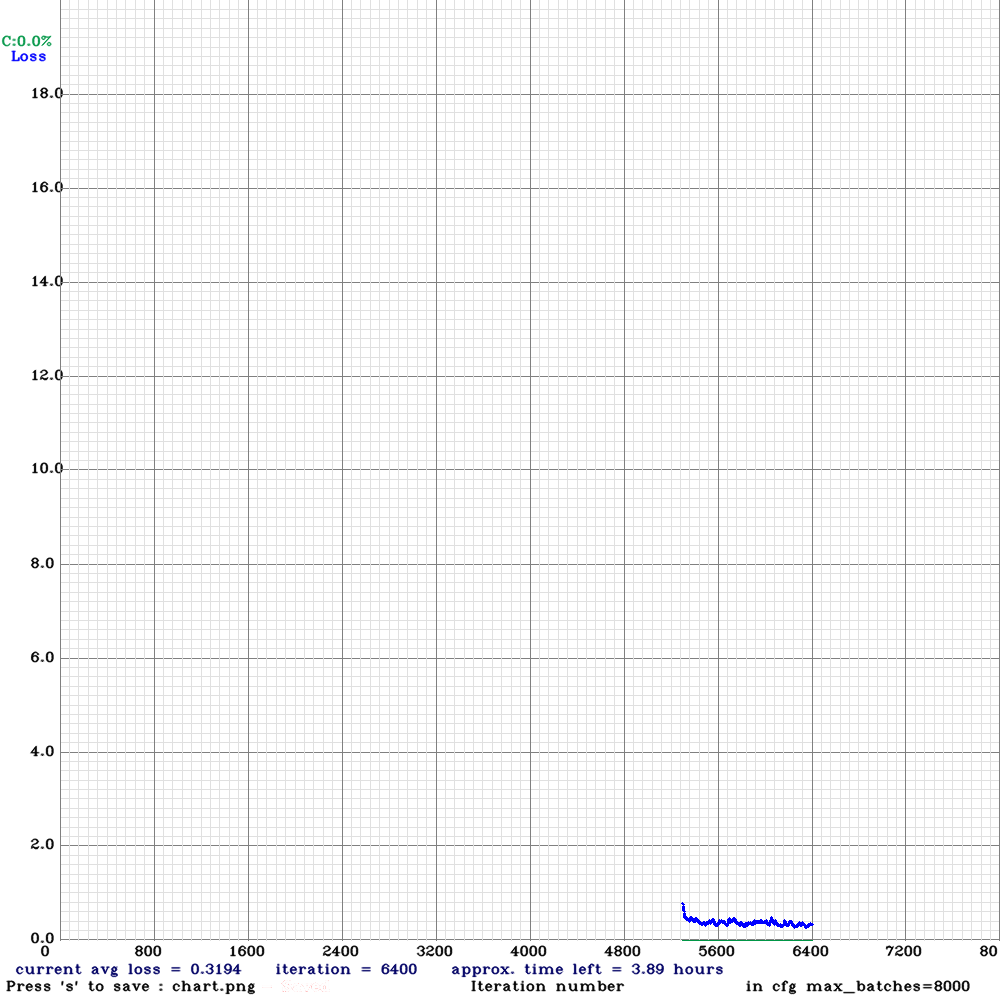 C:0.0%
Loss
18.0
16.0
14.0
12.0
10.0
8.0
6.0
4.0
2.0
0.0
0 800 1600 2400 3200 4000 4800 5600 6400 7200 80
current avg loss = 0.3194 iteration = 6400 approx. time left = 3.89 hours
Press 's' to save : chart.png Iteration number in cfg max_batches=8000